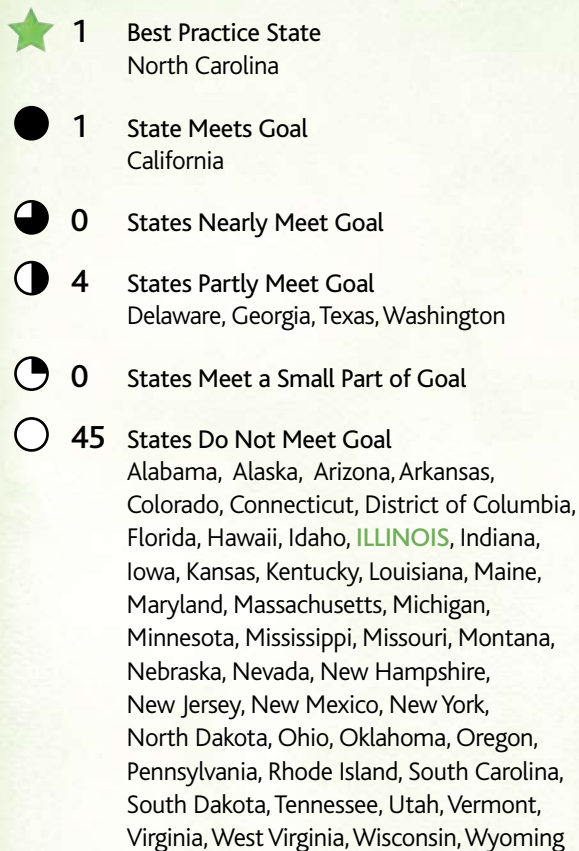 1 Best Practice State
North Carolina
1 State Meets Goal
California
0 States Nearly Meet Goal
4 States Partly Meet Goal
Delaware, Georgia, Texas, Washington
0 States Meet a Small Part of Goal
45 States Do Not Meet Goal
Alabama, Alaska, Arizona, Arkansas,
Colorado, Connecticut, District of Columbia,
Florida, Hawaii, Idaho, ILLINOIS, Indiana,
Iowa, Kansas, Kentucky, Louisiana, Maine,
Maryland, Massachusetts, Michigan,
Minnesota, Mississippi, Missouri, Montana,
Nebraska, Nevada, New Hampshire,
New Jersey, New Mexico, New York,
North Dakota, Ohio, Oklahoma, Oregon,
Pennsylvania, Rhode Island, South Carolina,
South Dakota, Tennessee, Utah, Vermont,
Virginia, West Virginia, Wisconsin, Wyoming